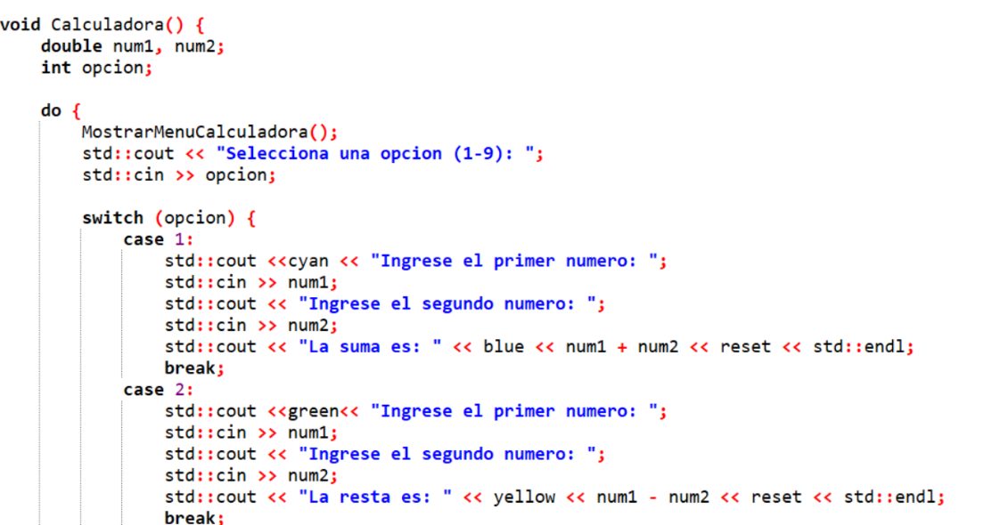 void Calculadora() {
    double num1, num2;
    int opcion;

    do {
        MostrarMenuCalculadora();
        std::cout << "Selecciona una opcion (1-9): ";
        std::cin >> opcion;

        switch (opcion) {
            case 1:
                std::cout <<cyan << "Ingrese el primer numero: ";
                std::cin >> num1;
                std::cout << "Ingrese el segundo numero: ";
                std::cin >> num2;
                std::cout << "La suma es: " << blue << num1 + num2 << reset << std::endl;
                break;
            case 2:
                std::cout <<green<< "Ingrese el primer numero: ";
                std::cin >> num1;
                std::cout << "Ingrese el segundo numero: ";
                std::cin >> num2;
                std::cout << "La resta es: " << yellow << num1 - num2 << reset << std::endl;
                break;